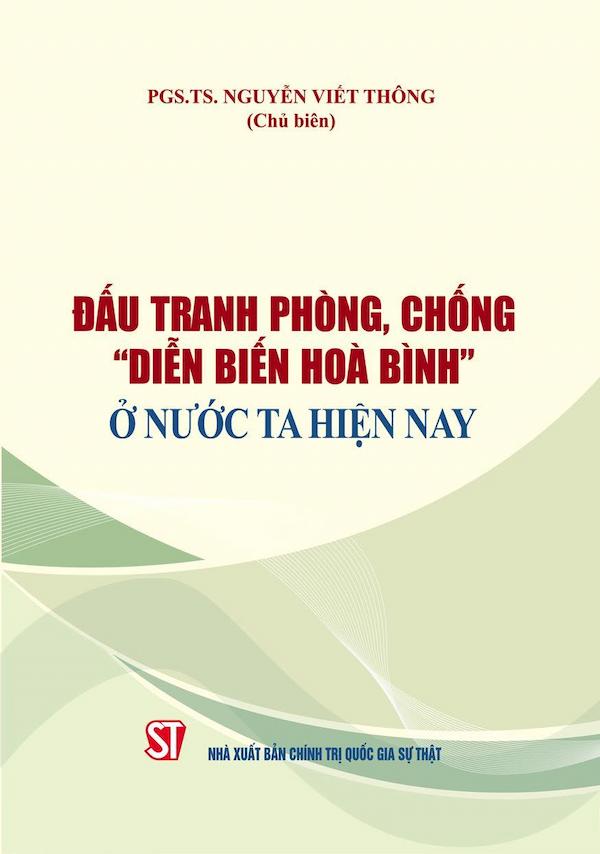 PGS.TS. NGUYỄN VIẾT THÔNG
(Chủ biên)
ĐẤU TRANH PHÒNG, CHỐNG
“DIỄN BIẾN HOÀ BÌNH”
Ở NƯỚC TA HIỆN NAY
ST
NHÀ XUẤT BẢN CHÍNH TRỊ QUỐC GIA SỰ THẬT